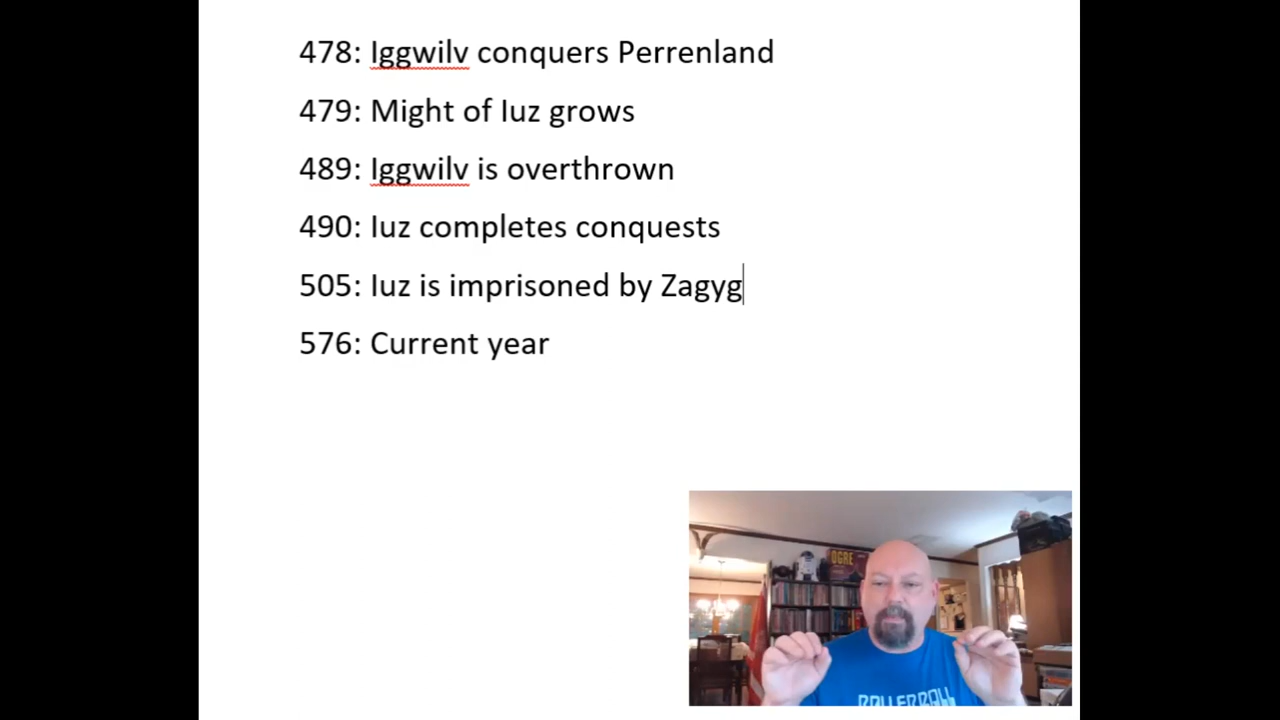 478: Iggwilv conquers Perrenland
479: Might of Iuz grows
489: Iggwilv is overthrown
490: Iuz completes conquests
505: Iuz is imprisoned by Zagyg
576: Current year
OGRE
ROLLERBALL